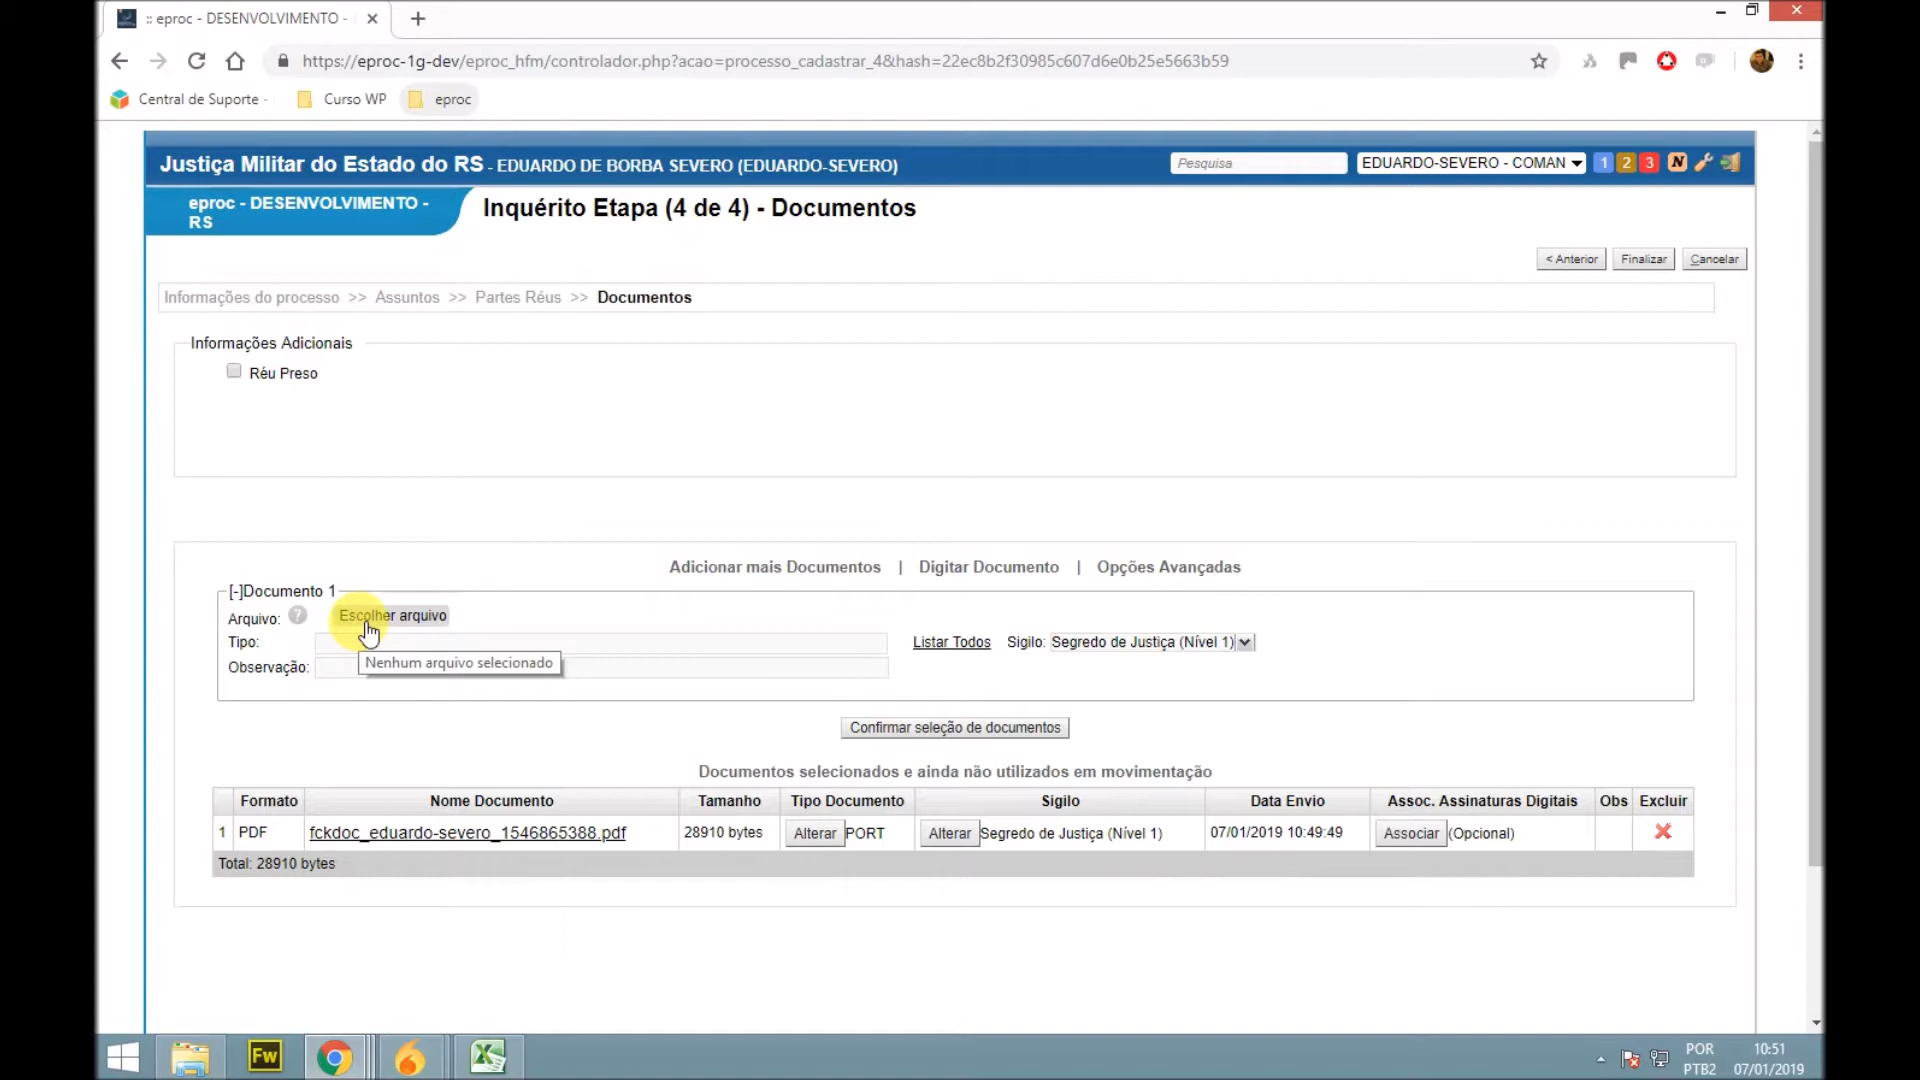 :: eproc - DESENVOLVIMENTO -
https://eproc-1g-dev/eproc_hfm/controlador.php?acao=processo_cadastrar_4&hash=22ec8b2f30985c607d6e0b25e5663b59
Central de Suporte -
Curso WP
eproc
Justiça Militar do Estado do RS - EDUARDO DE BORBA SEVERO (EDUARDO-SEVERO)
Pesquisa
EDUARDO-SEVERO - COMAN
1 2 3 N
eproc - DESENVOLVIMENTO -
RS
Inquérito Etapa (4 de 4) - Documentos
< Anterior
Finalizar
Cancelar
Informações do processo >> Assuntos >> Partes Réus >> Documentos
Informações Adicionais
Réu Preso
Adicionar mais Documentos | Digitar Documento | Opções Avançadas
[-]Documento 1
Arquivo: ? Escolher arquivo
Tipo:
Listar Todos Sigilo: Segredo de Justiça (Nível 1)
Nenhum arquivo selecionado
Observação:
Confirmar seleção de documentos
Documentos selecionados e ainda não utilizados em movimentação
Formato Nome Documento Tamanho Tipo Documento Sigilo Data Envio Assoc. Assinaturas Digitais Obs Excluir
1 PDF fckdoc_eduardo-severo_1546865388.pdf 28910 bytes Alterar PORT Alterar Segredo de Justiça (Nível 1) 07/01/2019 10:49:49 Associar (Opcional)
Total: 28910 bytes
Fw
POR
PTB2
10:51
07/01/2019